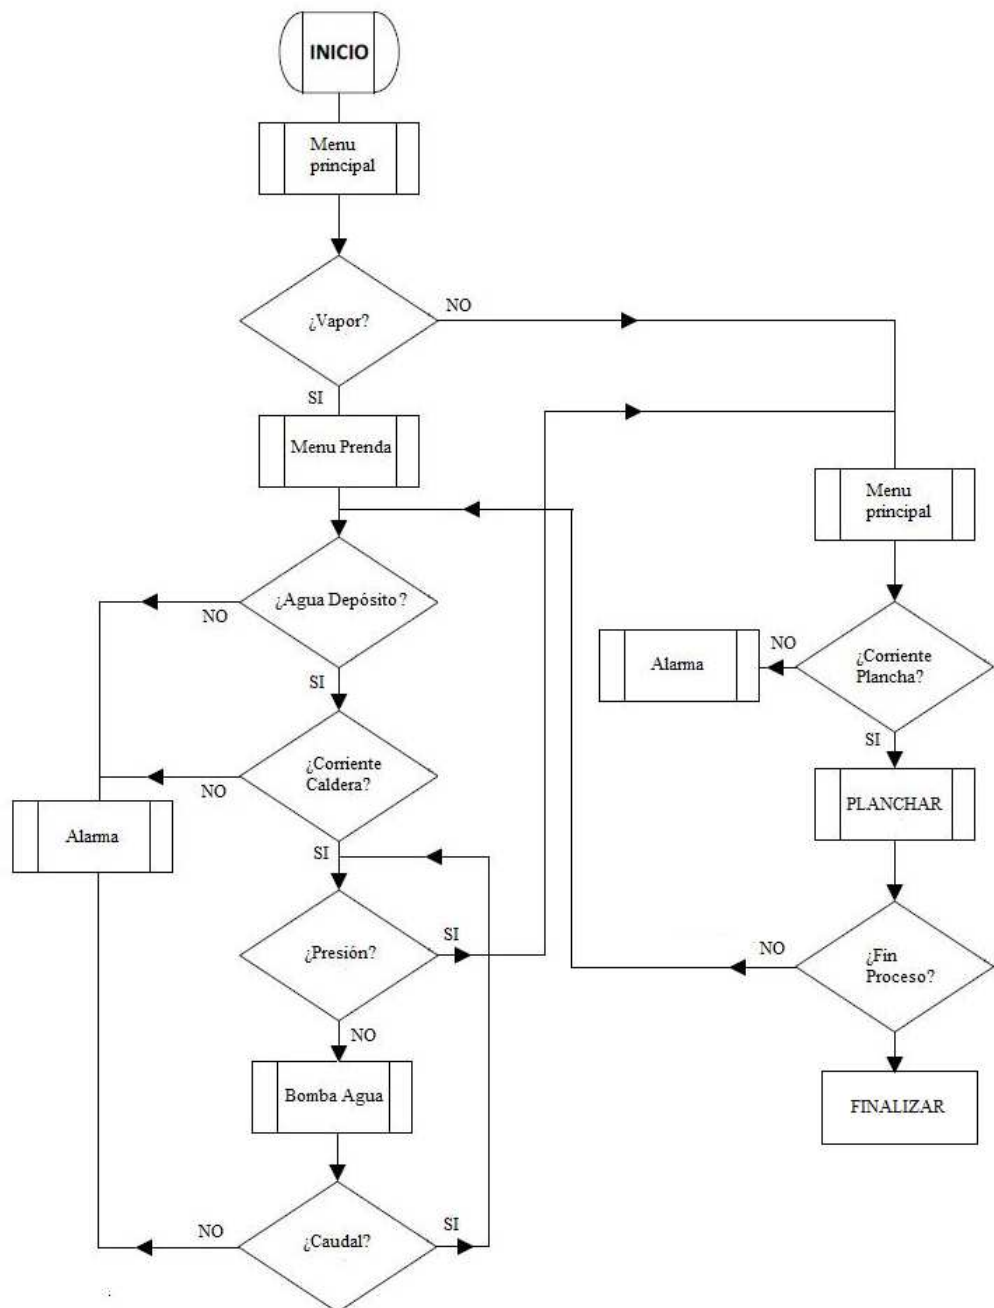 INICIO
Menu
principal
¿Vapor?
NO
SI
Menu Prenda
Menu
principal
¿Agua Depósito?
NO
SI
¿Corriente
Plancha?
NO
Alarma
SI
¿Corriente
Caldera?
NO
SI
Alarma
PLANCHAR
¿Presión?
SI
NO
¿Fin
Proceso?
NO
Bomba Agua
FINALIZAR
¿Caudal?
NO
SI